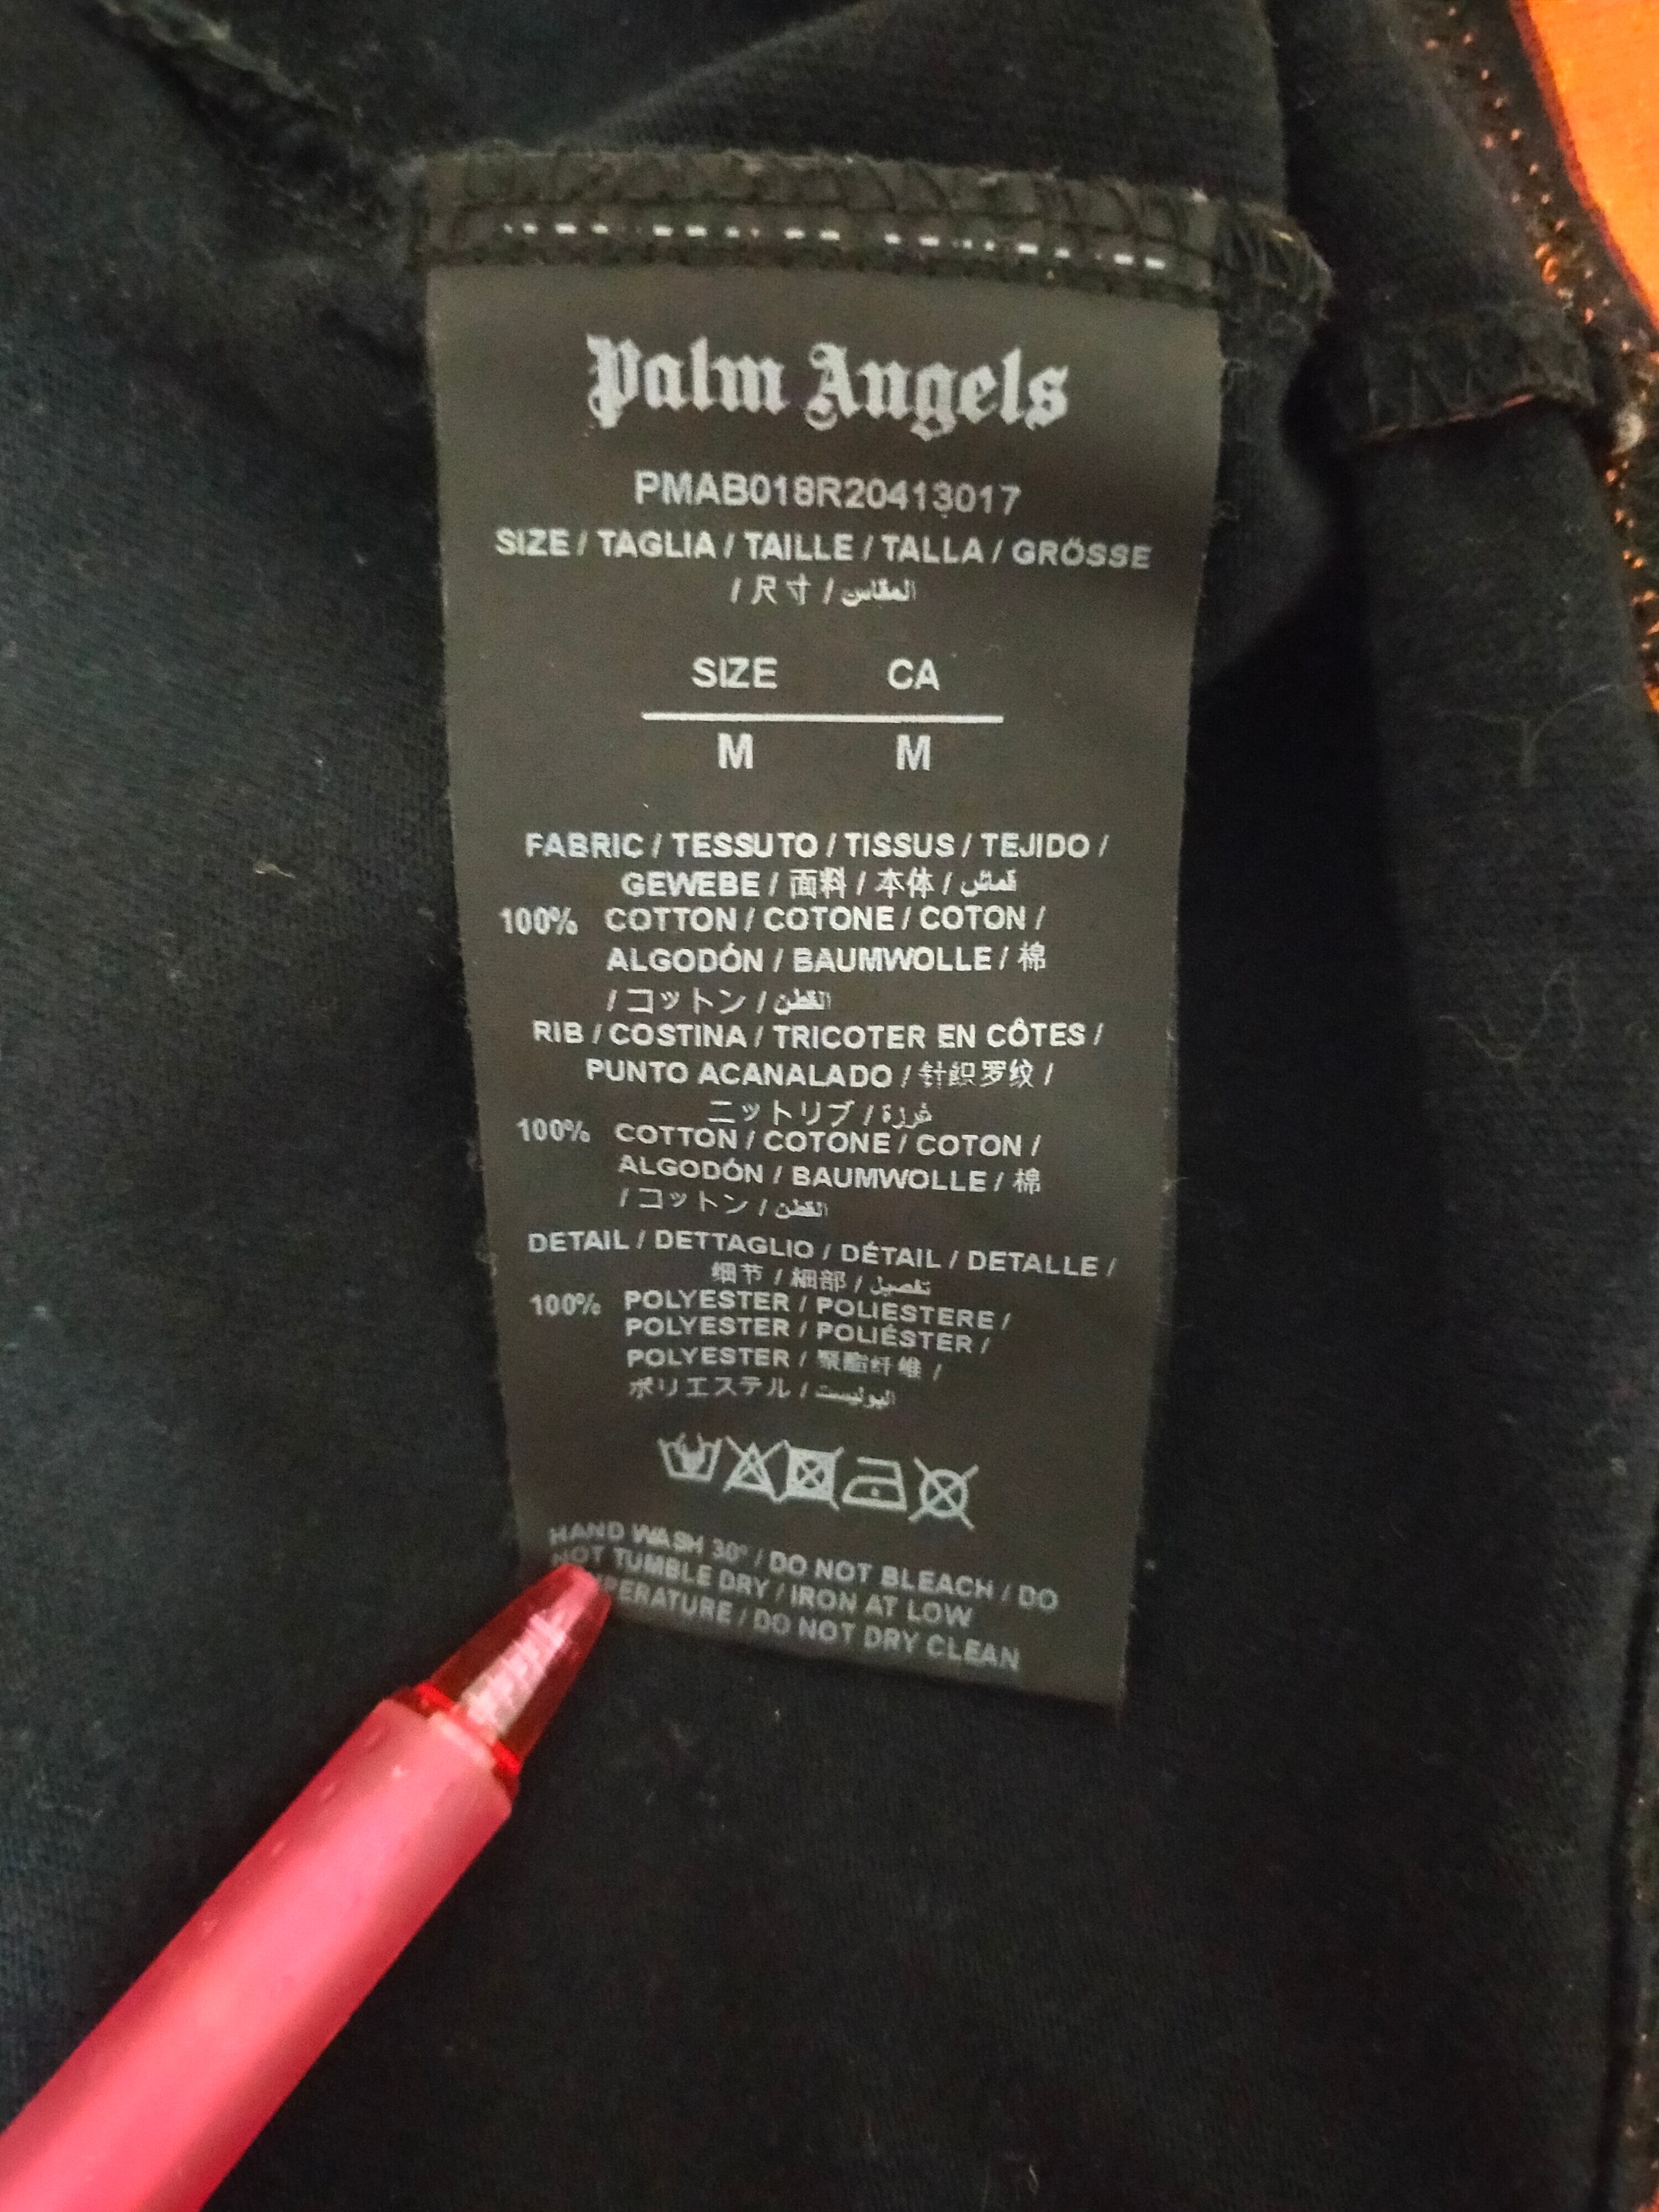 Palm Angels
PMAB018R20413017
SIZE / TAGLIA / TAILLE / TALLA / GRÖSSE
/ 尺寸 / المقاس
SIZE CA
M M
FABRIC / TESSUTO / TISSUS / TEJIDO /
GEWEBE / 面料 / 本体 / قماش
100% COTTON / COTONE / COTON /
ALGODÓN / BAUMWOLLE / 棉
/ コットン / القطن
RIB / COSTINA / TRICOTER EN CÔTES /
PUNTO ACANALADO / 针织罗纹 /
ニットリブ / خرزة
100% COTTON / COTONE / COTON /
ALGODÓN / BAUMWOLLE / 棉
/ コットン / القطن
DETAIL / DETTAGLIO / DÉTAIL / DETALLE /
细节 / 細部 / تفصيل
100% POLYESTER / POLIESTERE /
POLYESTER / POLIÉSTER /
POLYESTER / 聚酯纤维 /
ポリエステル / البوليست
HAND WASH 30° / DO NOT BLEACH / DO
NOT TUMBLE DRY / IRON AT LOW
PERATURE / DO NOT DRY CLEAN